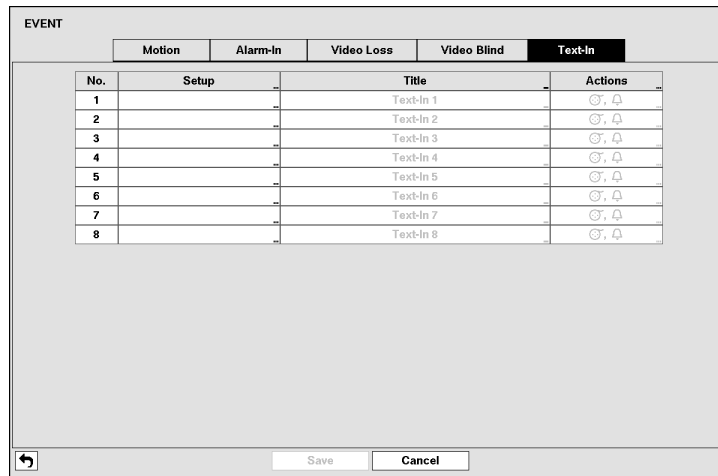 EVENT
Motion Alarm-In Video Loss Video Blind Text-In
No. Setup ... Title ... Actions ...
1 ... Text-In 1 ... , ...
2 ... Text-In 2 ... , ...
3 ... Text-In 3 ... , ...
4 ... Text-In 4 ... , ...
5 ... Text-In 5 ... , ...
6 ... Text-In 6 ... , ...
7 ... Text-In 7 ... , ...
8 ... Text-In 8 ... , ...
Save Cancel